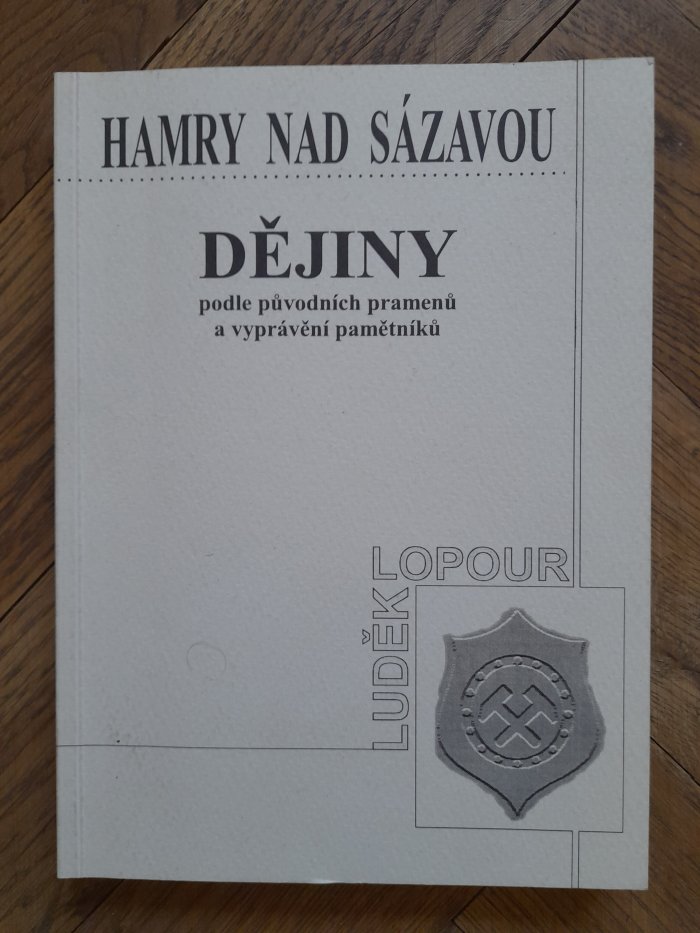 HAMRY NAD SÁZAVOU
DĚJINY
podle původních pramenů
a vyprávění pamětníků
LUDĚK
LOPOUR